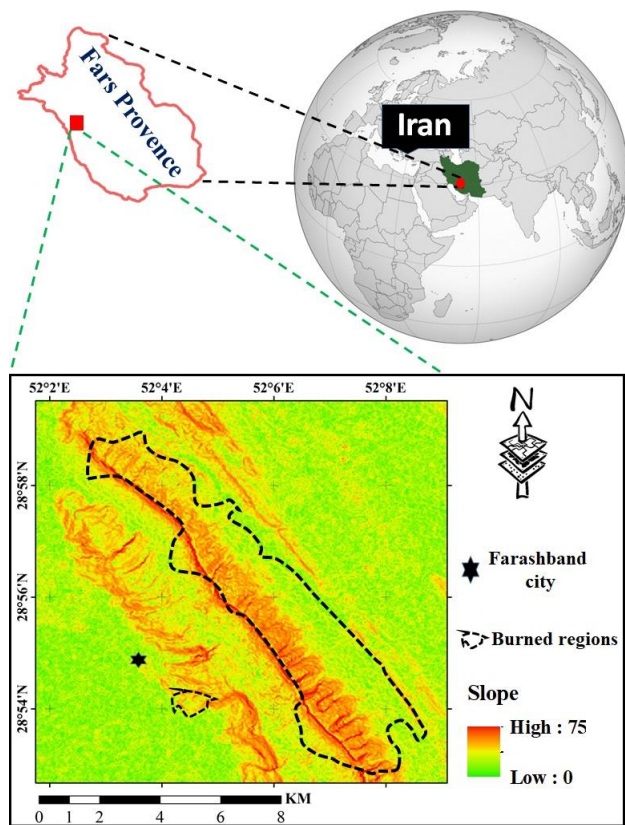 Fars Provence
Iran
52°2'E 52°4'E 52°6'E 52°8'E
28°58'N
28°56'N
28°54'N
N
Farashband
city
Burned regions
Slope
High : 75
Low : 0
0 1 2 4 6 8 KM